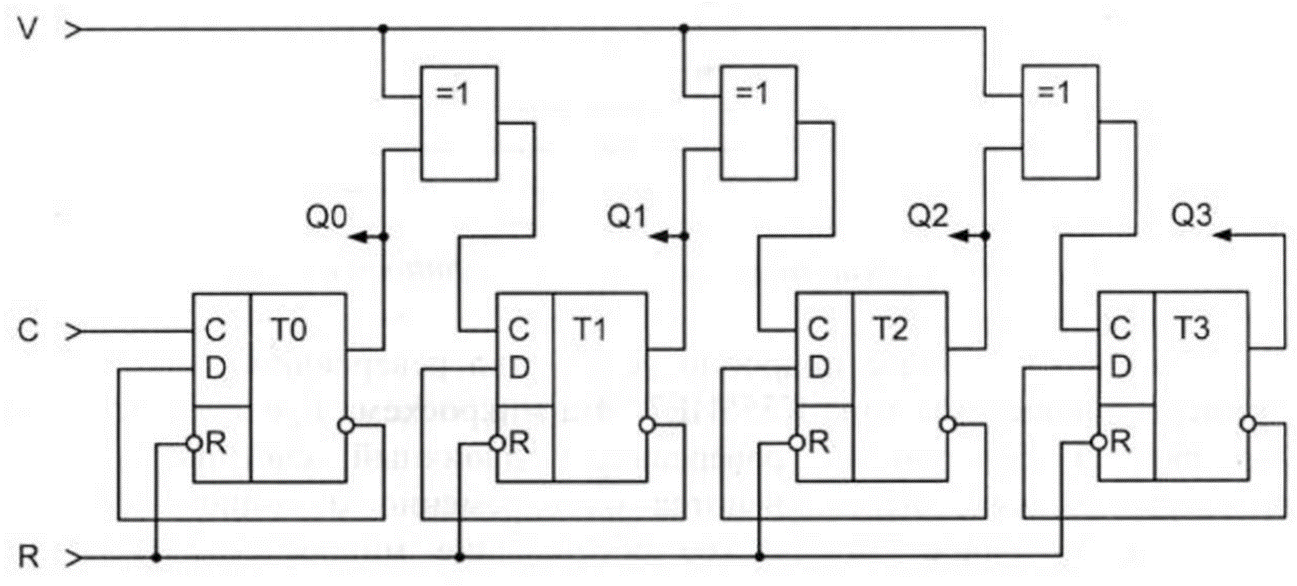 V
=1 =1 =1
Q0 Q1 Q2 Q3
C C T0 C T1 C T2 C T3
D D D D
R R R R
R